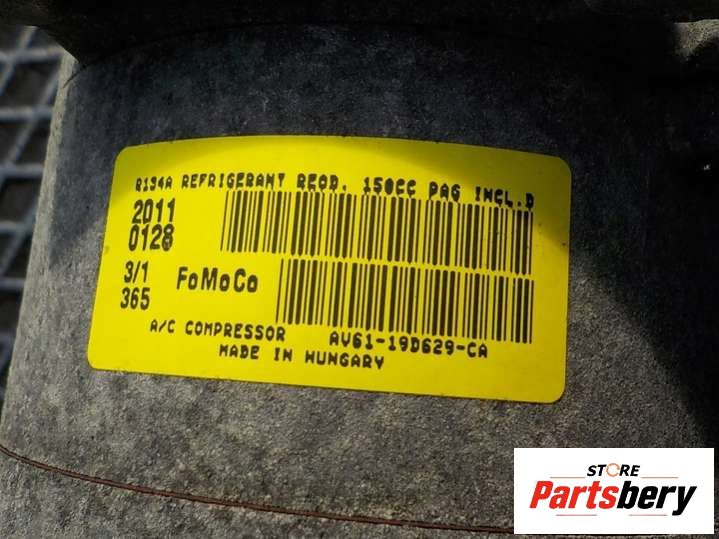 R134A REFRIGERANT REQD. 150CC PAG INCL.D
2011
0128
3/1
365
FoMoCo
A/C COMPRESSOR AV61-19D629-CA
MADE IN HUNGARY
STORE
Partsbery